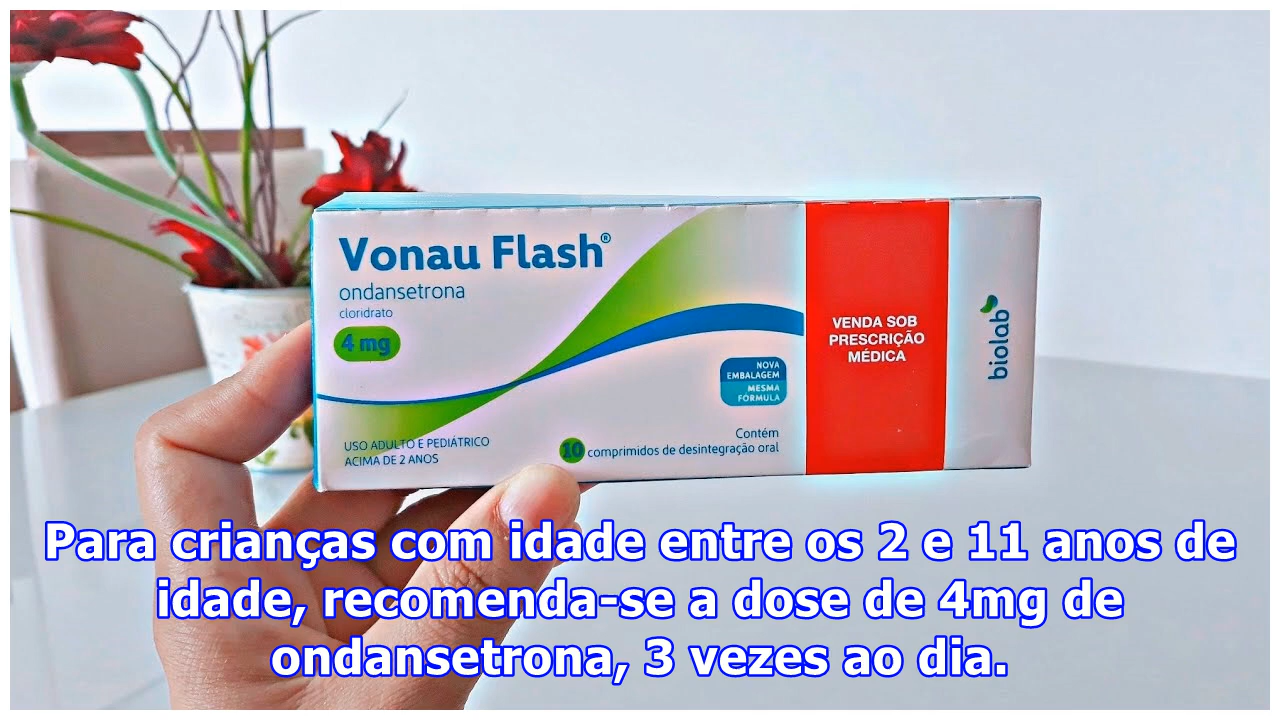 Vonau Flash®
ondansetrona
cloridrato
4 mg
NOVA
EMBALAGEM
MESMA
FÓRMULA
USO ADULTO E PEDIÁTRICO
ACIMA DE 2 ANOS
Contém
10 comprimidos de desintegração oral
VENDA SOB
PRESCRIÇÃO
MÉDICA
biolab
Para crianças com idade entre os 2 e 11 anos de
idade, recomenda-se a dose de 4mg de
ondansetrona, 3 vezes ao dia.